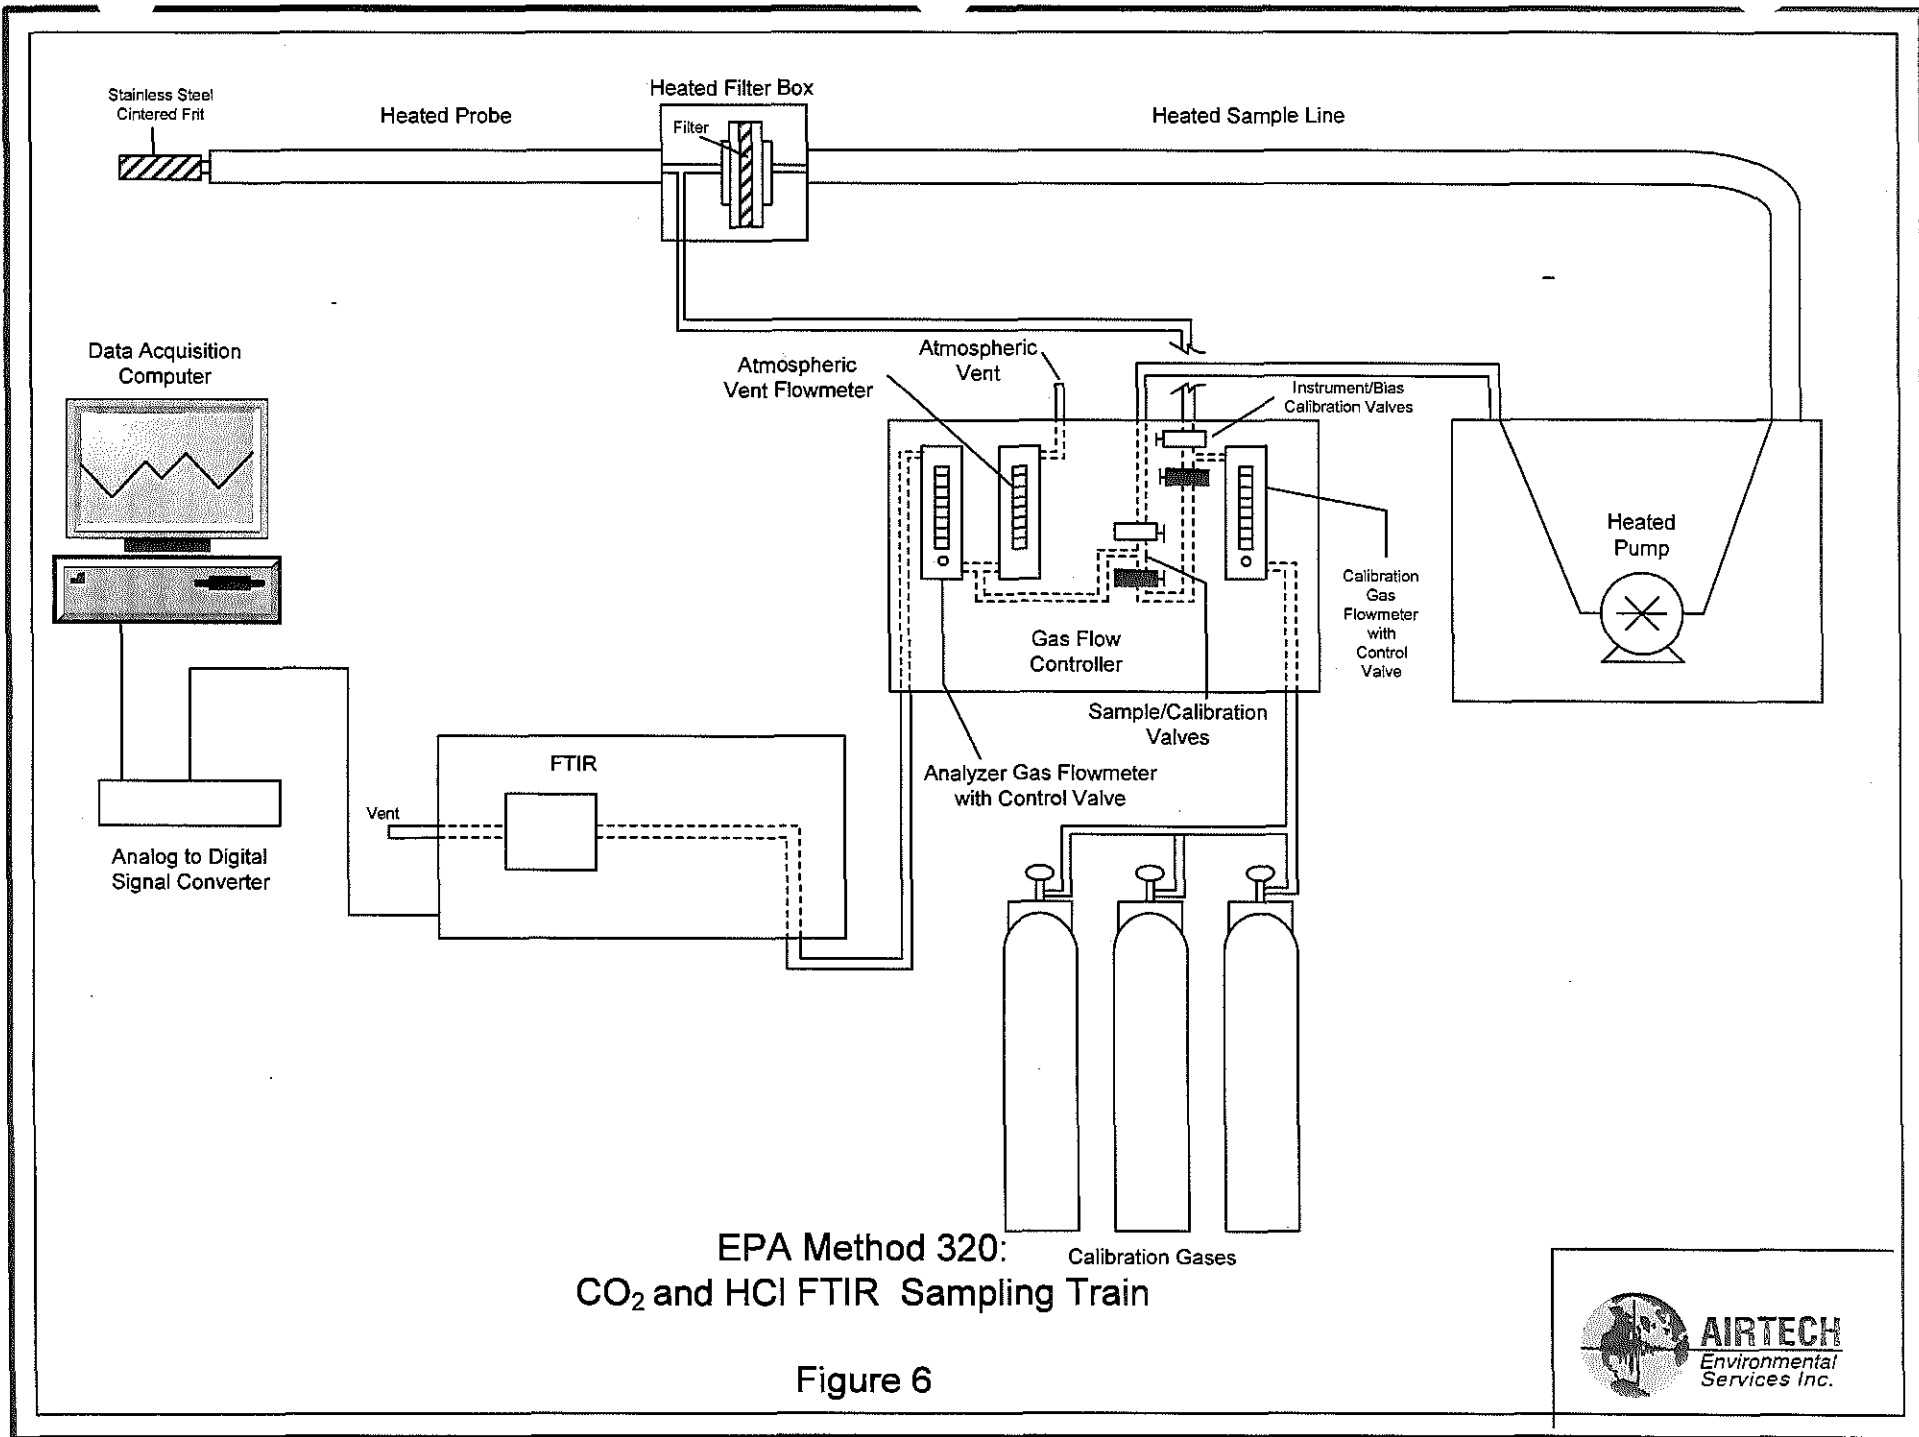 Stainless Steel
Cintered Frit
Heated Probe
Heated Filter Box
Filter
Heated Sample Line
Data Acquisition
Computer
Atmospheric
Vent Flowmeter
Atmospheric
Vent
Instrument/Bias
Calibration Valves
Heated
Pump
Calibration
Gas
Flowmeter
with
Control
Valve
Gas Flow
Controller
Sample/Calibration
Valves
Analyzer Gas Flowmeter
with Control Valve
FTIR
Vent
Analog to Digital
Signal Converter
Calibration Gases
EPA Method 320:
CO₂ and HCl FTIR Sampling Train
Figure 6
AIRTECH
Environmental
Services Inc.